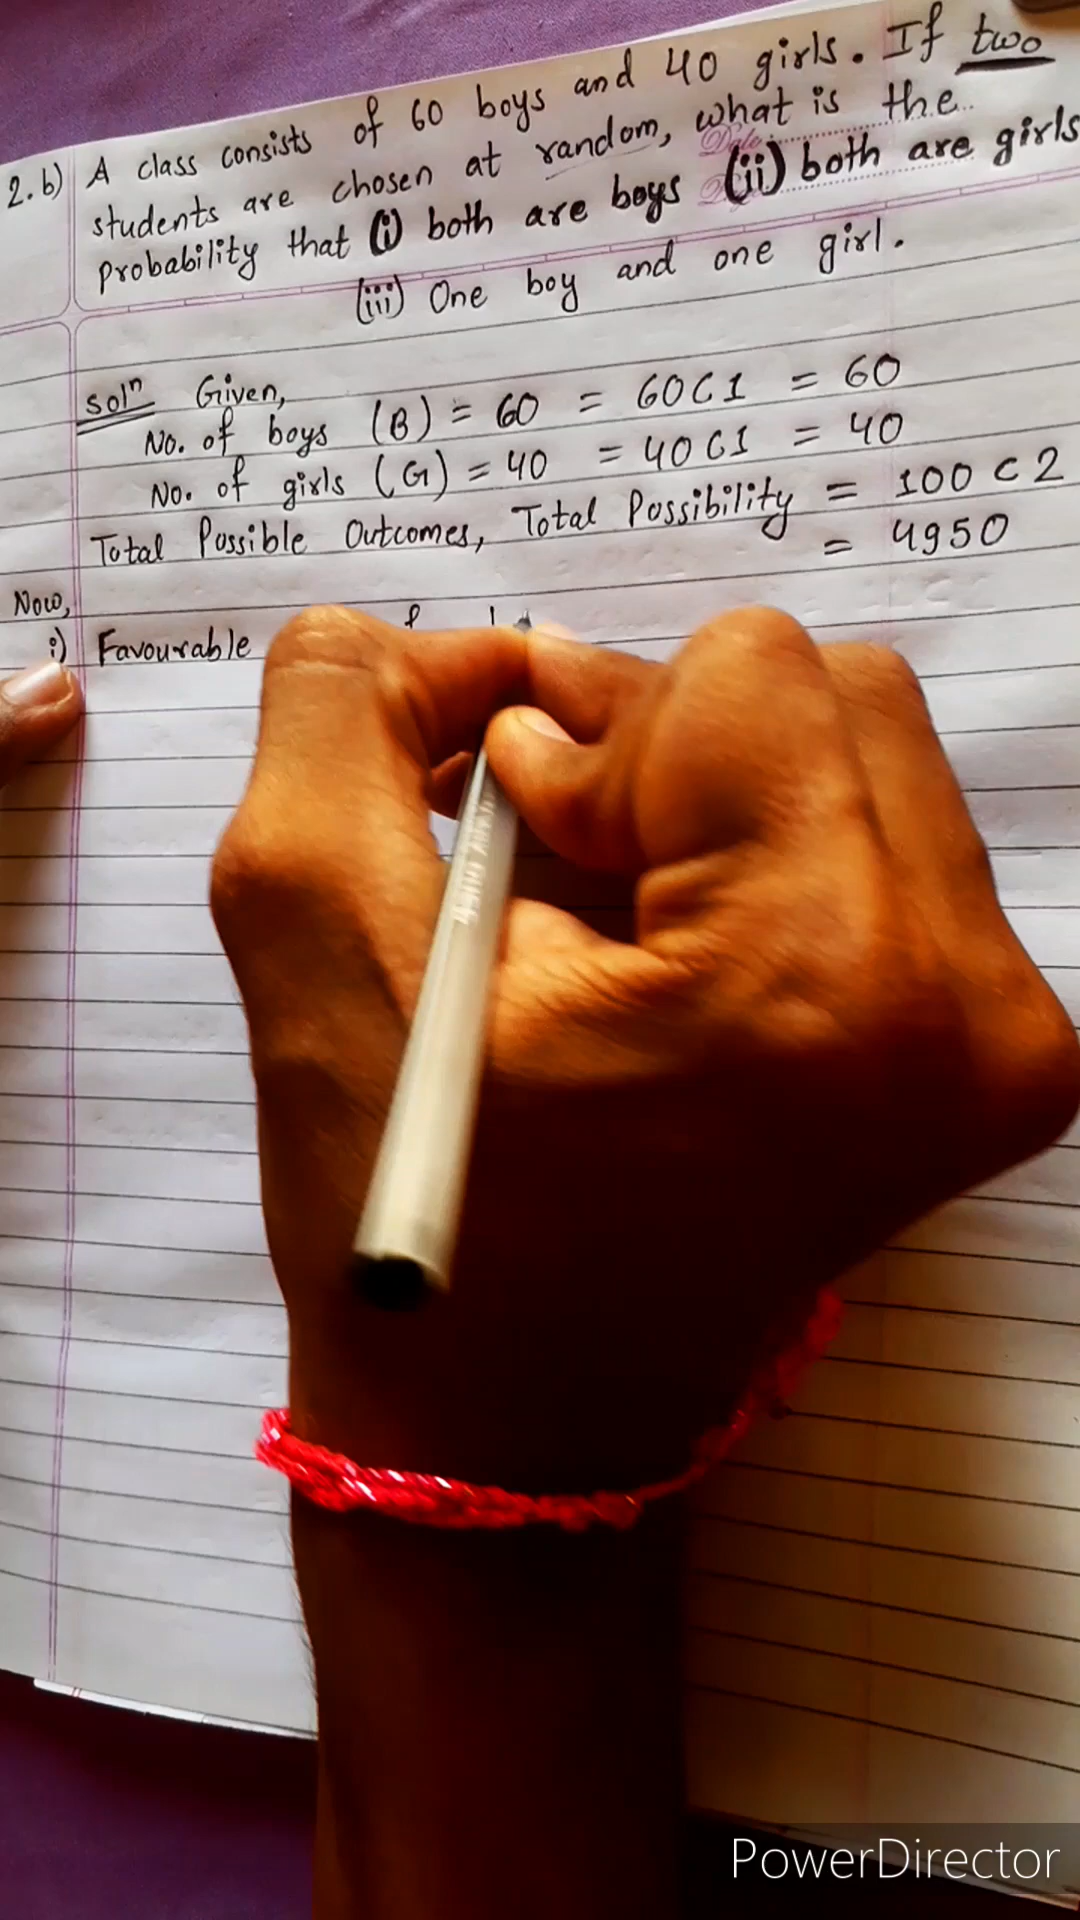 2. b) A class consists of 60 boys and 40 girls. If two
students are chosen at random, what is the
probability that (i) both are boys (ii) both are girls
(iii) One boy and one girl.
Solⁿ Given,
No. of boys (B) = 60 = 60C1 = 60
No. of girls (G) = 40 = 40C1 = 40
Total Possible Outcomes, Total Possibility = 100C2
= 4950
Now,
i) Favourable
PowerDirector